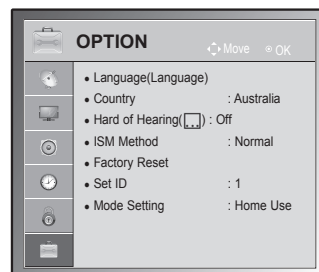 OPTION
Move OK
• Language(Language)
• Country : Australia
• Hard of Hearing( ... ) : Off
• ISM Method : Normal
• Factory Reset
• Set ID : 1
• Mode Setting : Home Use